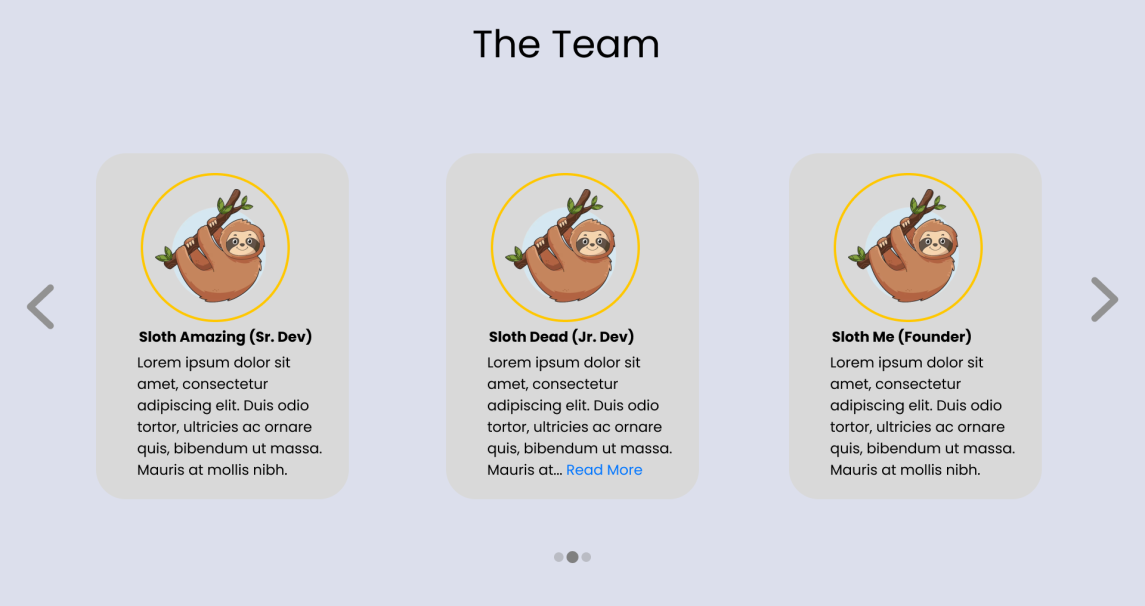 The Team
Sloth Amazing (Sr. Dev)
Lorem ipsum dolor sit
amet, consectetur
adipiscing elit. Duis odio
tortor, ultricies ac ornare
quis, bibendum ut massa.
Mauris at mollis nibh.
Sloth Dead (Jr. Dev)
Lorem ipsum dolor sit
amet, consectetur
adipiscing elit. Duis odio
tortor, ultricies ac ornare
quis, bibendum ut massa.
Mauris at... Read More
Sloth Me (Founder)
Lorem ipsum dolor sit
amet, consectetur
adipiscing elit. Duis odio
tortor, ultricies ac ornare
quis, bibendum ut massa.
Mauris at mollis nibh.